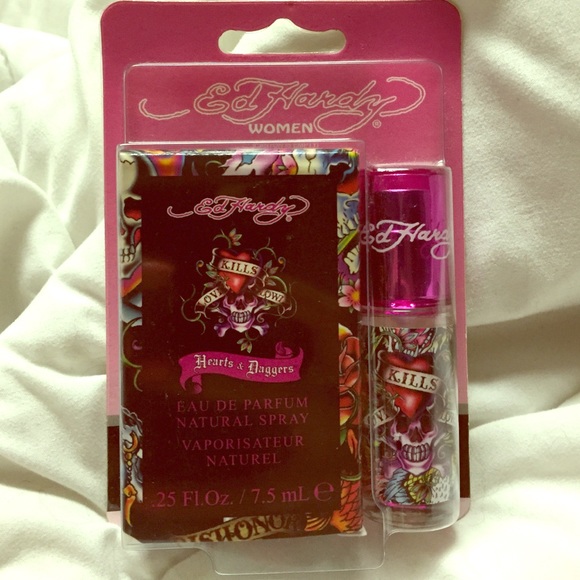 Ed Hardy
WOMEN ®
Ed Hardy
KILLS
LOVE
Hearts & Daggers
EAU DE PARFUM
NATURAL SPRAY
VAPORISATEUR
NATUREL
.25 Fl.Oz. / 7.5 mL ℮
Ed Hardy
KILLS